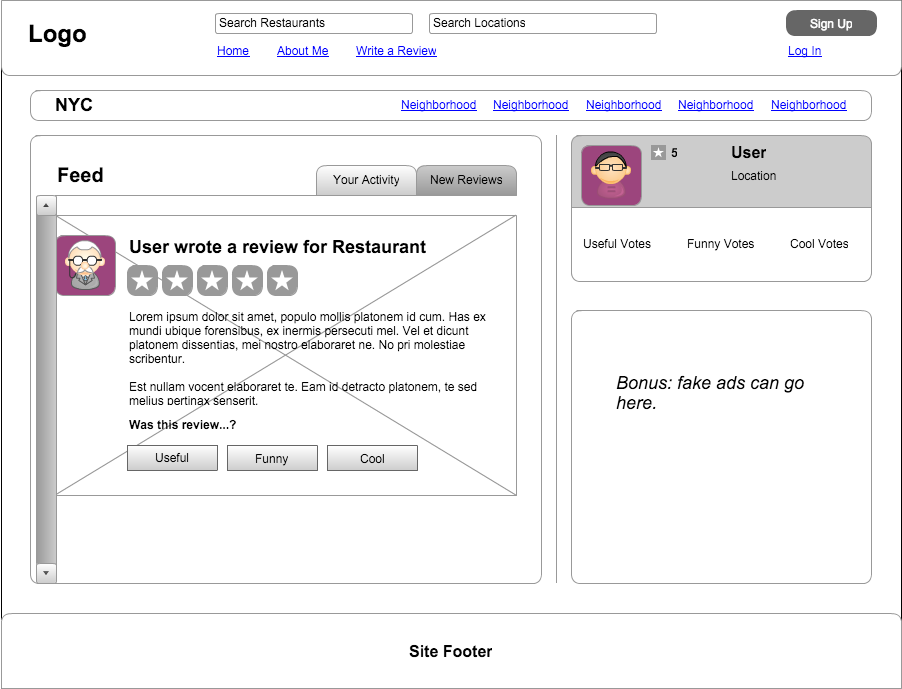 Logo
Search Restaurants
Search Locations
Sign Up
Home
About Me
Write a Review
Log In
NYC
Neighborhood
Neighborhood
Neighborhood
Neighborhood
Neighborhood
Feed
Your Activity
New Reviews
User wrote a review for Restaurant
Lorem ipsum dolor sit amet, populo mollis platonem id cum. Has ex
mundi ubique forensibus, ex inermis persecuti mel. Vel et dicunt
platonem dissentias, mei nostro elaboraret ne. No pri molestiae
scribentur.
Est nullam vocent elaboraret te. Eam id detracto platonem, te sed
melius pertinax senserit.
Was this review...?
Useful
Funny
Cool
5
User
Location
Useful Votes
Funny Votes
Cool Votes
Bonus: fake ads can go
here.
Site Footer